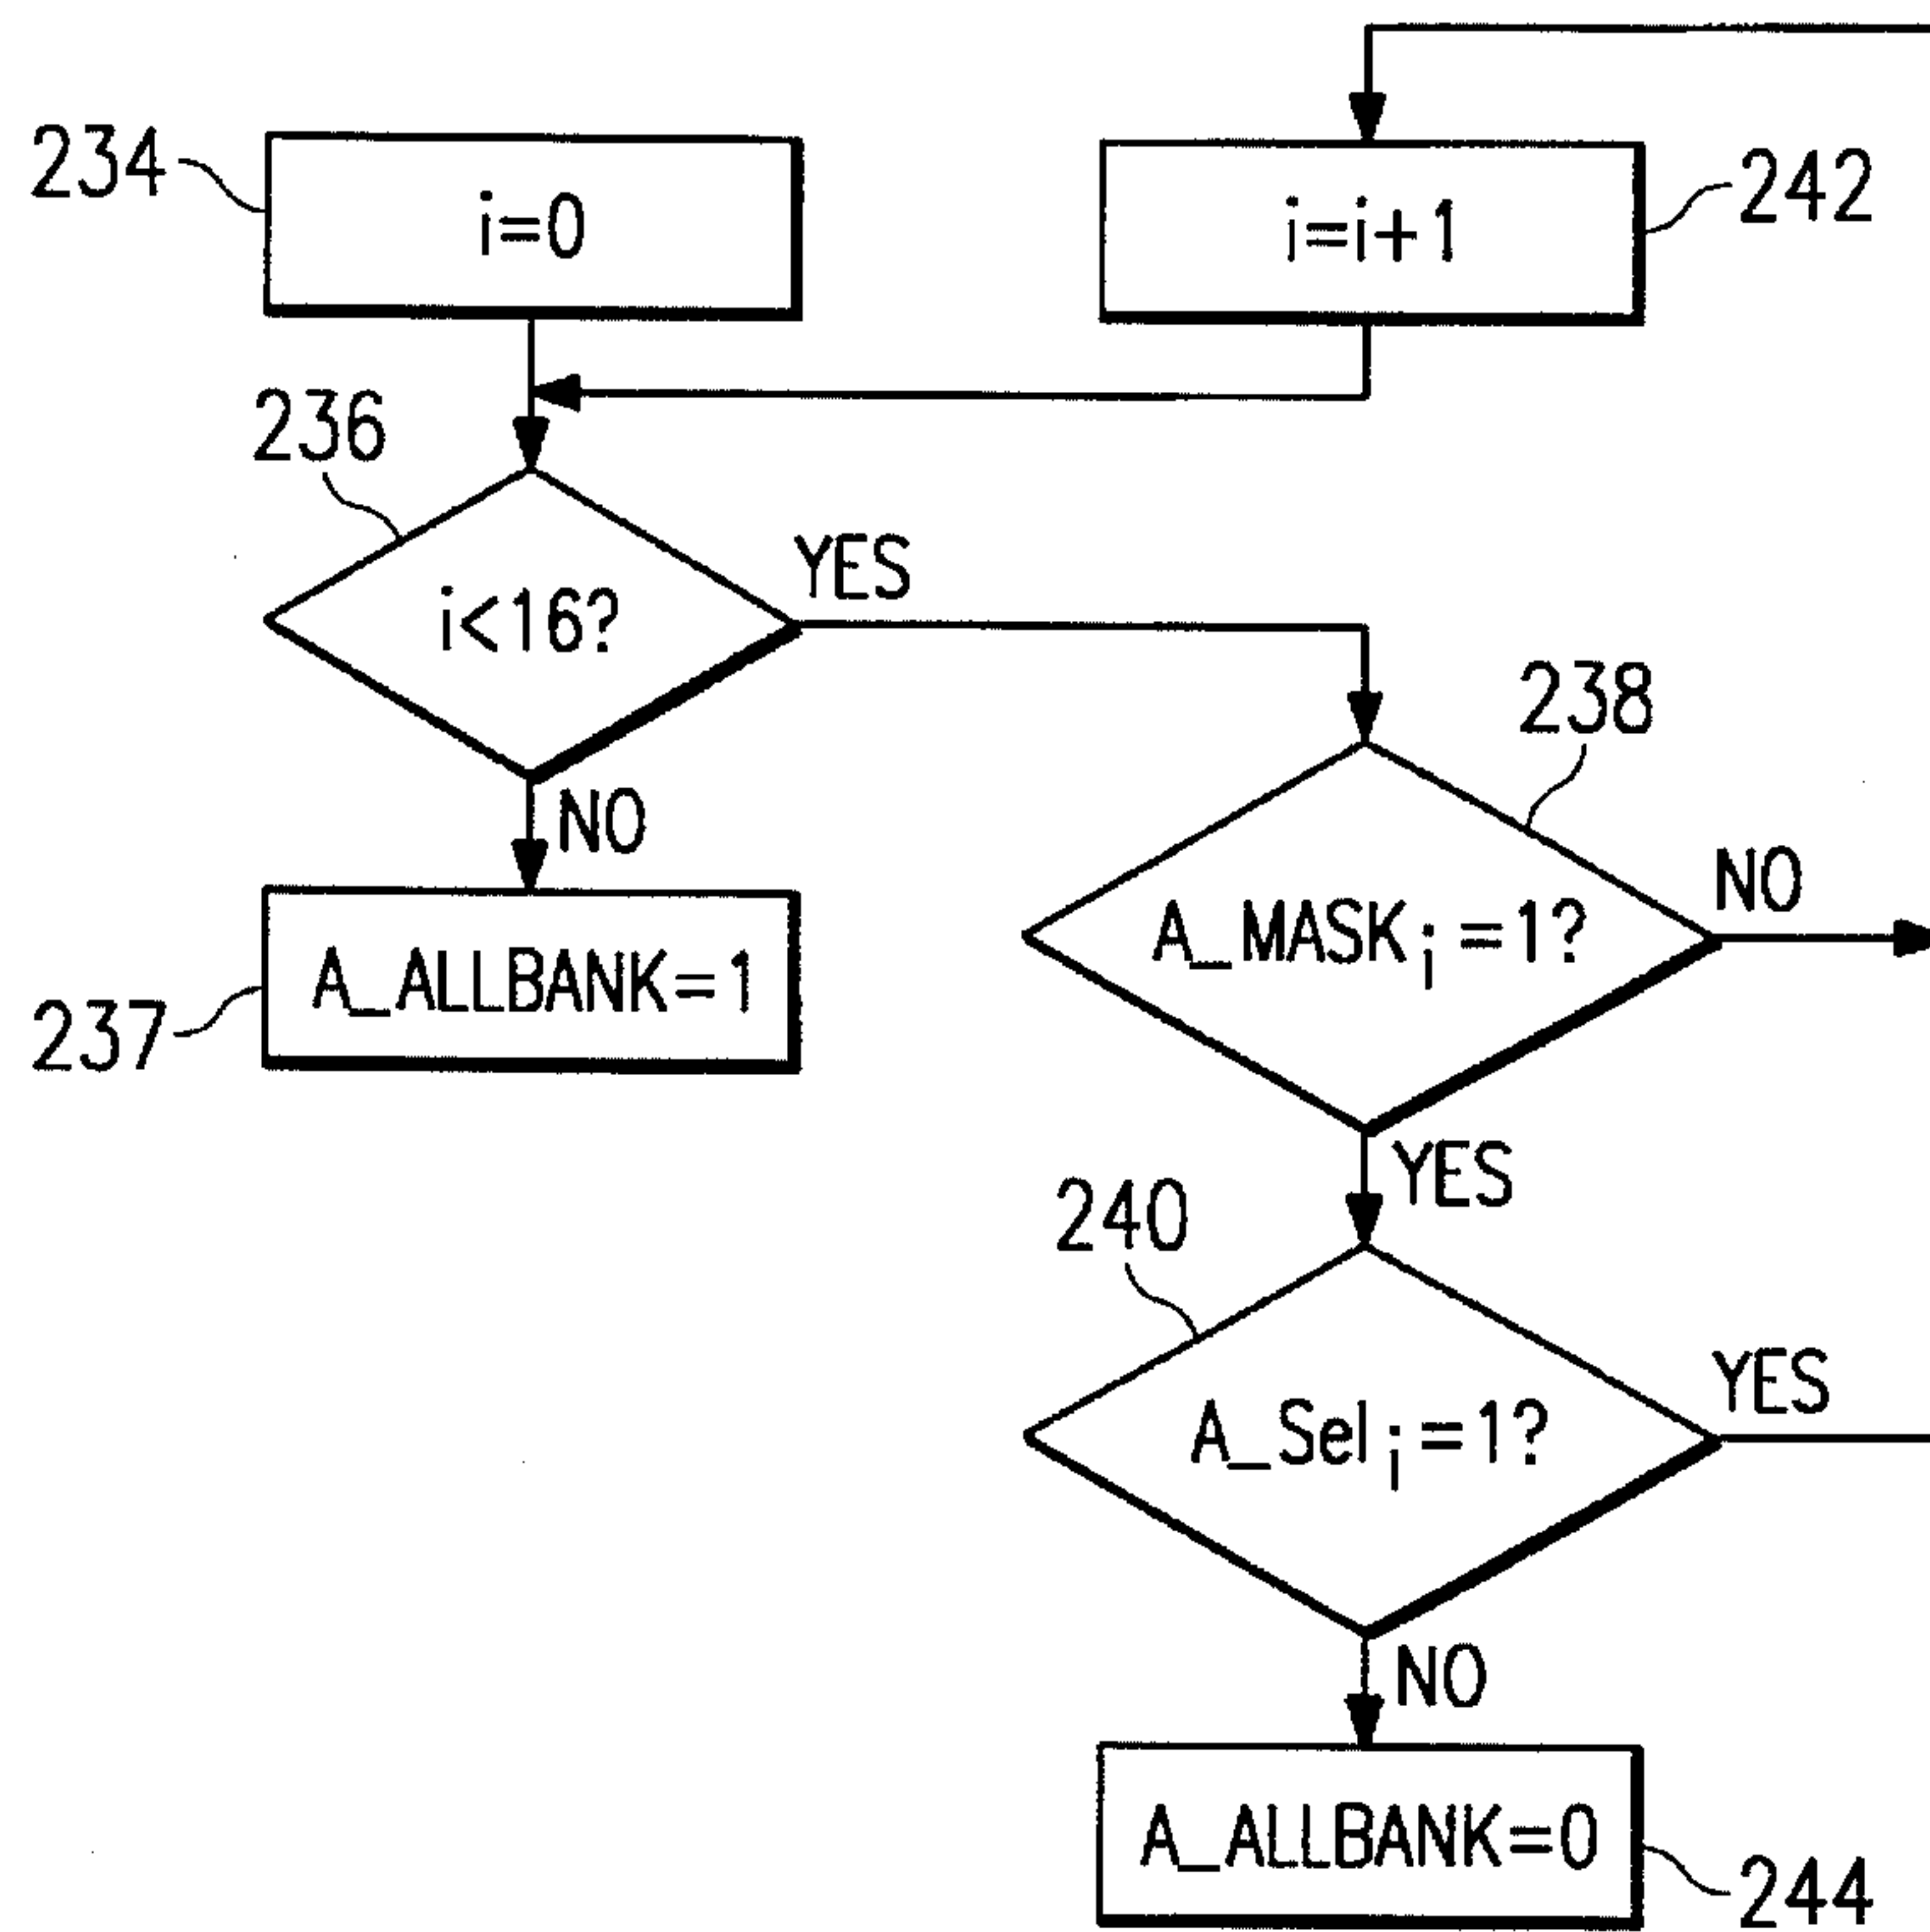 234
i=0
i=i+1
242
236
i<16?
YES
NO
238
A_MASKi=1?
NO
YES
237
A_ALLBANK=1
240
A_Seli=1?
YES
NO
A_ALLBANK=0
244